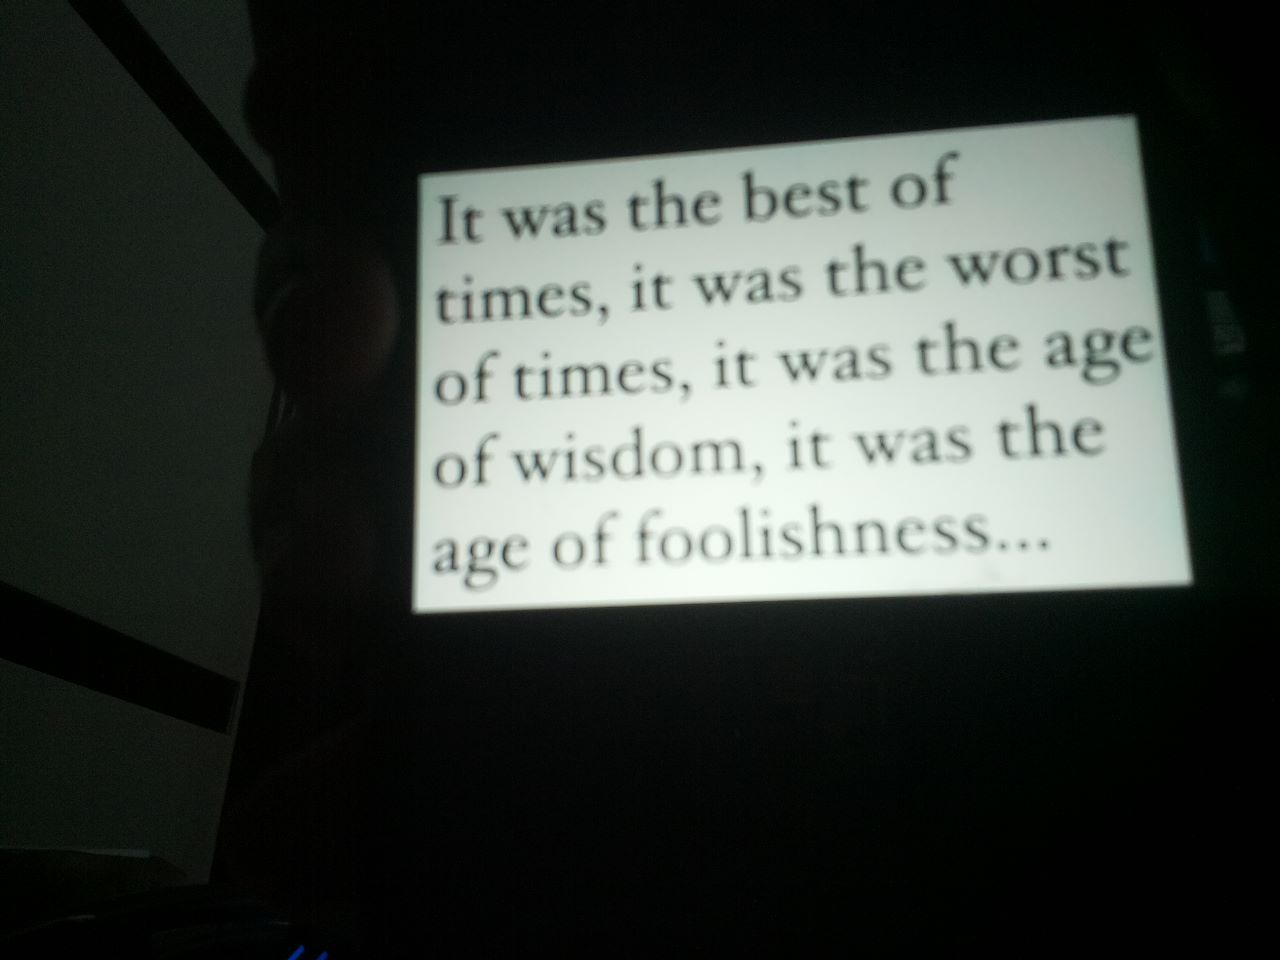 It was the best of
times, it was the worst
of times, it was the age
of wisdom, it was the
age of foolishness...